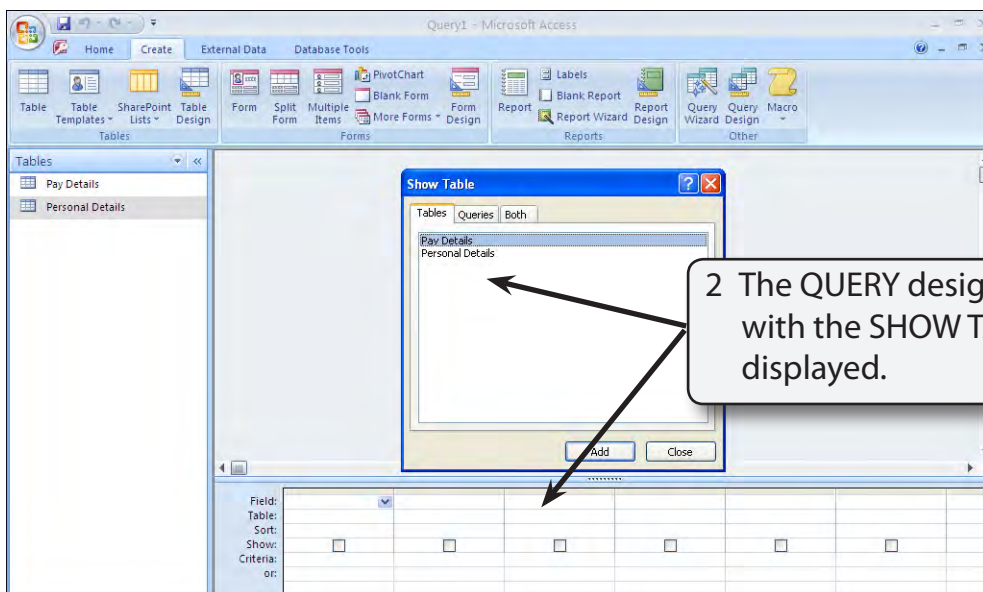 Query1 - Microsoft Access
Home Create External Data Database Tools
Table
Table Templates
SharePoint Lists
Table Design
Tables
Form
Split Form
Multiple Items
PivotChart
Blank Form
More Forms
Form Design
Forms
Report
Labels
Blank Report
Report Wizard
Report Design
Reports
Query Wizard
Query Design
Macro
Other
Tables
Pay Details
Personal Details
Show Table
Tables Queries Both
Pay Details
Personal Details
Add Close
2 The QUERY desig
with the SHOW T
displayed.
Field:
Table:
Sort:
Show:
Criteria:
or: